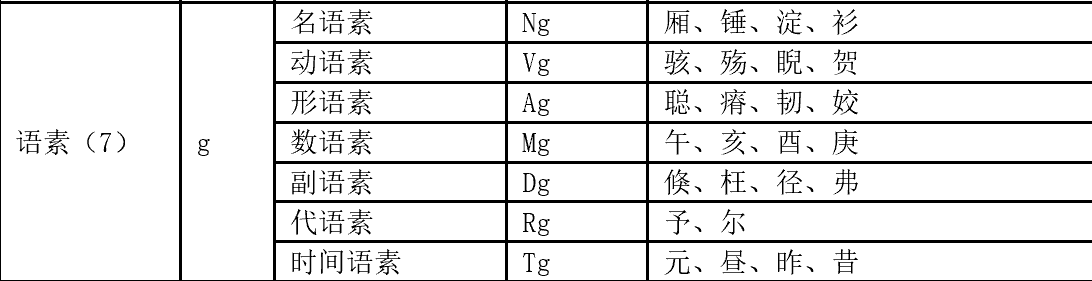 名语素 Ng 厢、锤、淀、衫
动语素 Vg 骇、殇、睨、贺
形语素 Ag 聪、瘠、韧、姣
语素（7） g 数语素 Mg 午、亥、酉、庚
副语素 Dg 倏、枉、径、弗
代语素 Rg 予、尔
时间语素 Tg 元、昼、昨、昔